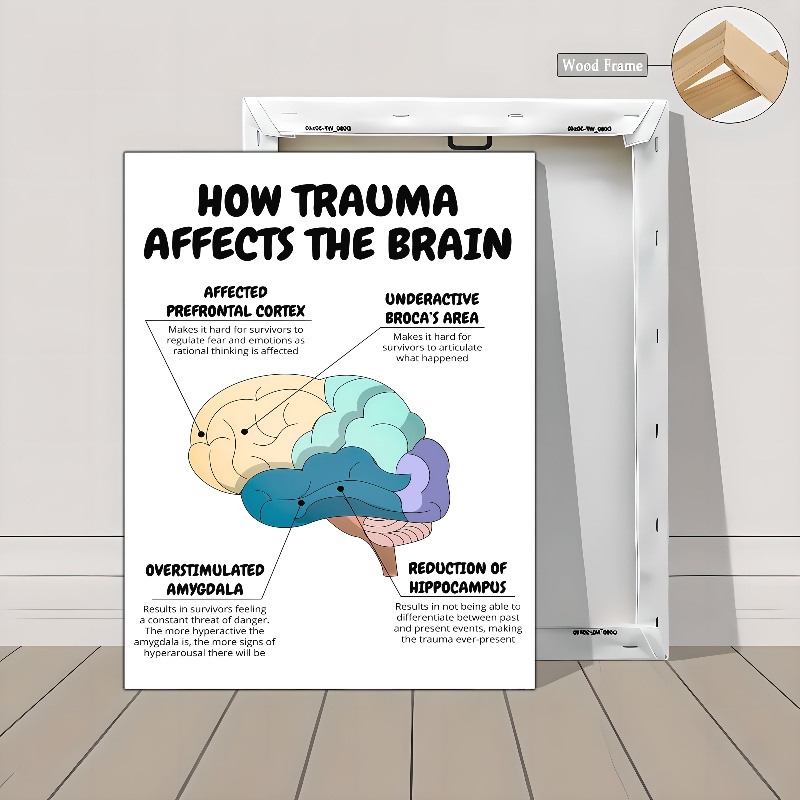 Wood Frame
HOW TRAUMA
AFFECTS THE BRAIN
AFFECTED
PREFRONTAL CORTEX
Makes it hard for survivors to
regulate fear and emotions as
rational thinking is affected
UNDERACTIVE
BROCA'S AREA
Makes it hard for
survivors to articulate
what happened
OVERSTIMULATED
AMYGDALA
Results in survivors feeling
a constant threat of danger.
The more hyperactive the
amygdala is, the more signs of
hyperarousal there will be
REDUCTION OF
HIPPOCAMPUS
Results in not being able to
differentiate between past
and present events, making
the trauma ever-present